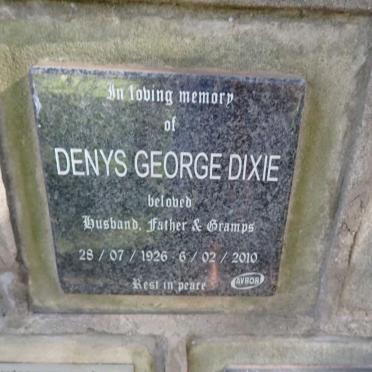 In loving memory
of
DENYS GEORGE DIXIE
beloved
Husband, Father & Gramps
28 / 07 / 1926 - 6 / 02 / 2010
Rest in peace
AVBOB